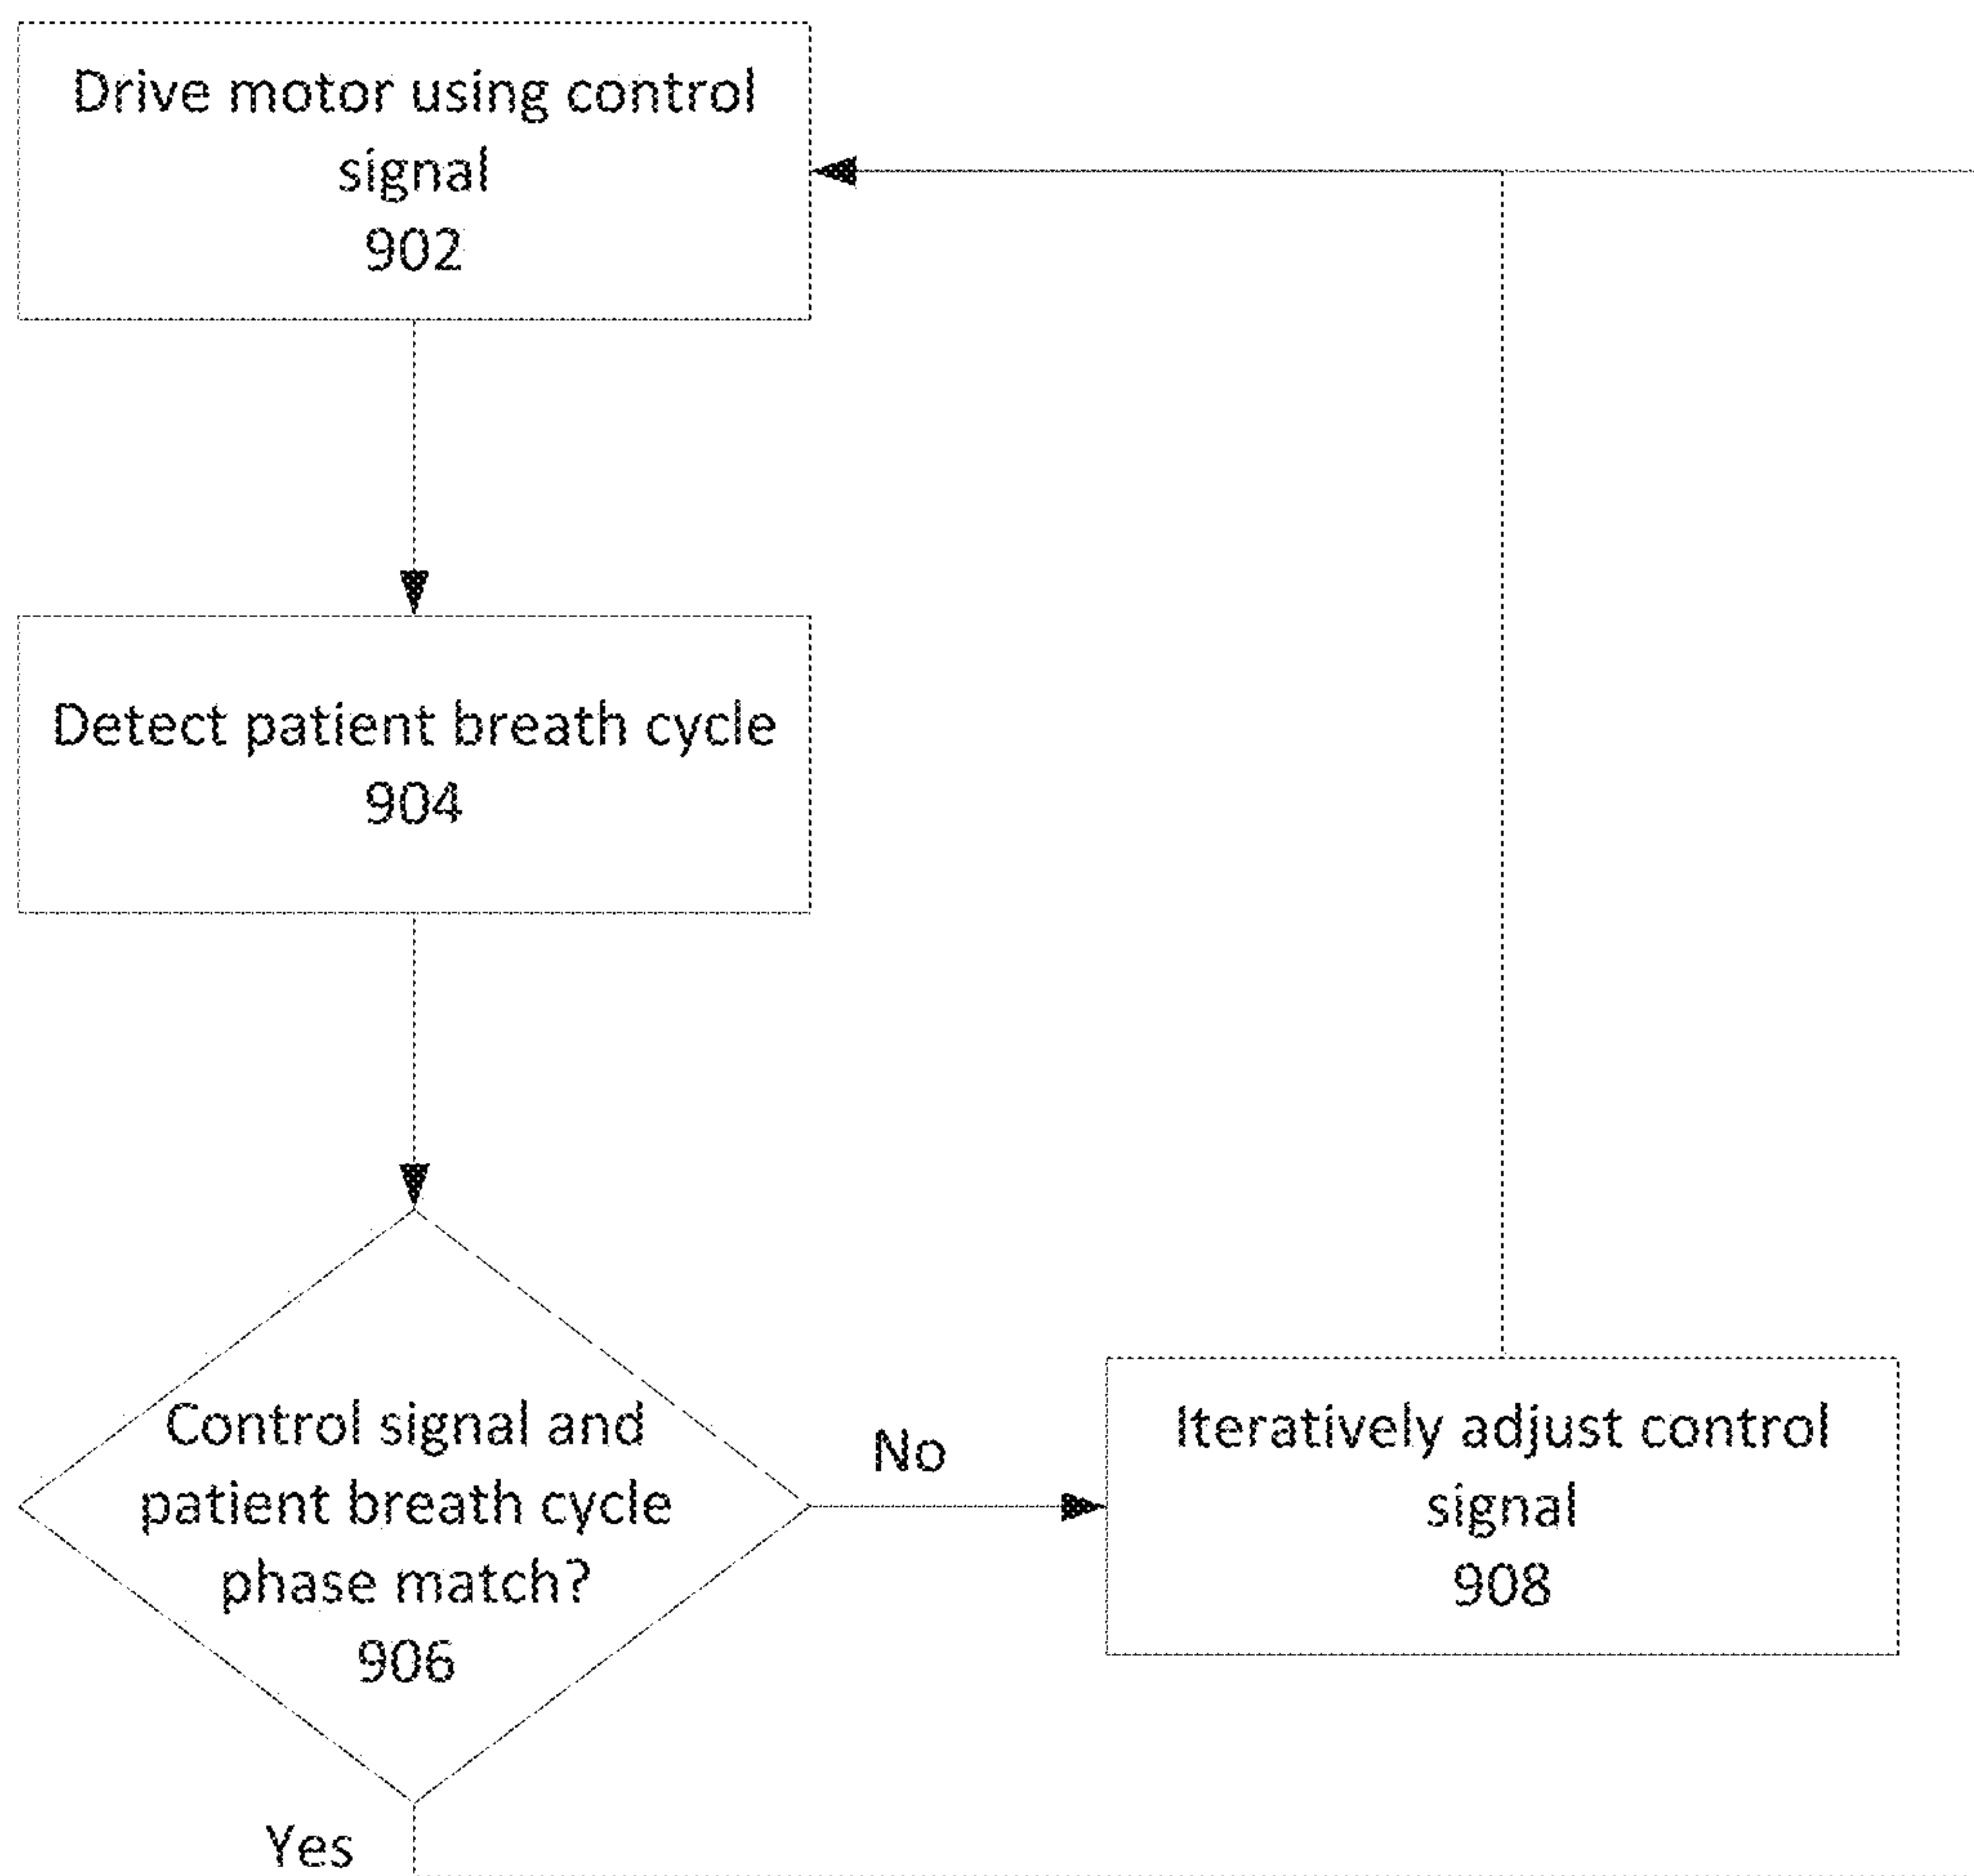 Drive motor using control
signal
902
Detect patient breath cycle
904
Control signal and
patient breath cycle
phase match?
906
No
Iteratively adjust control
signal
908
Yes